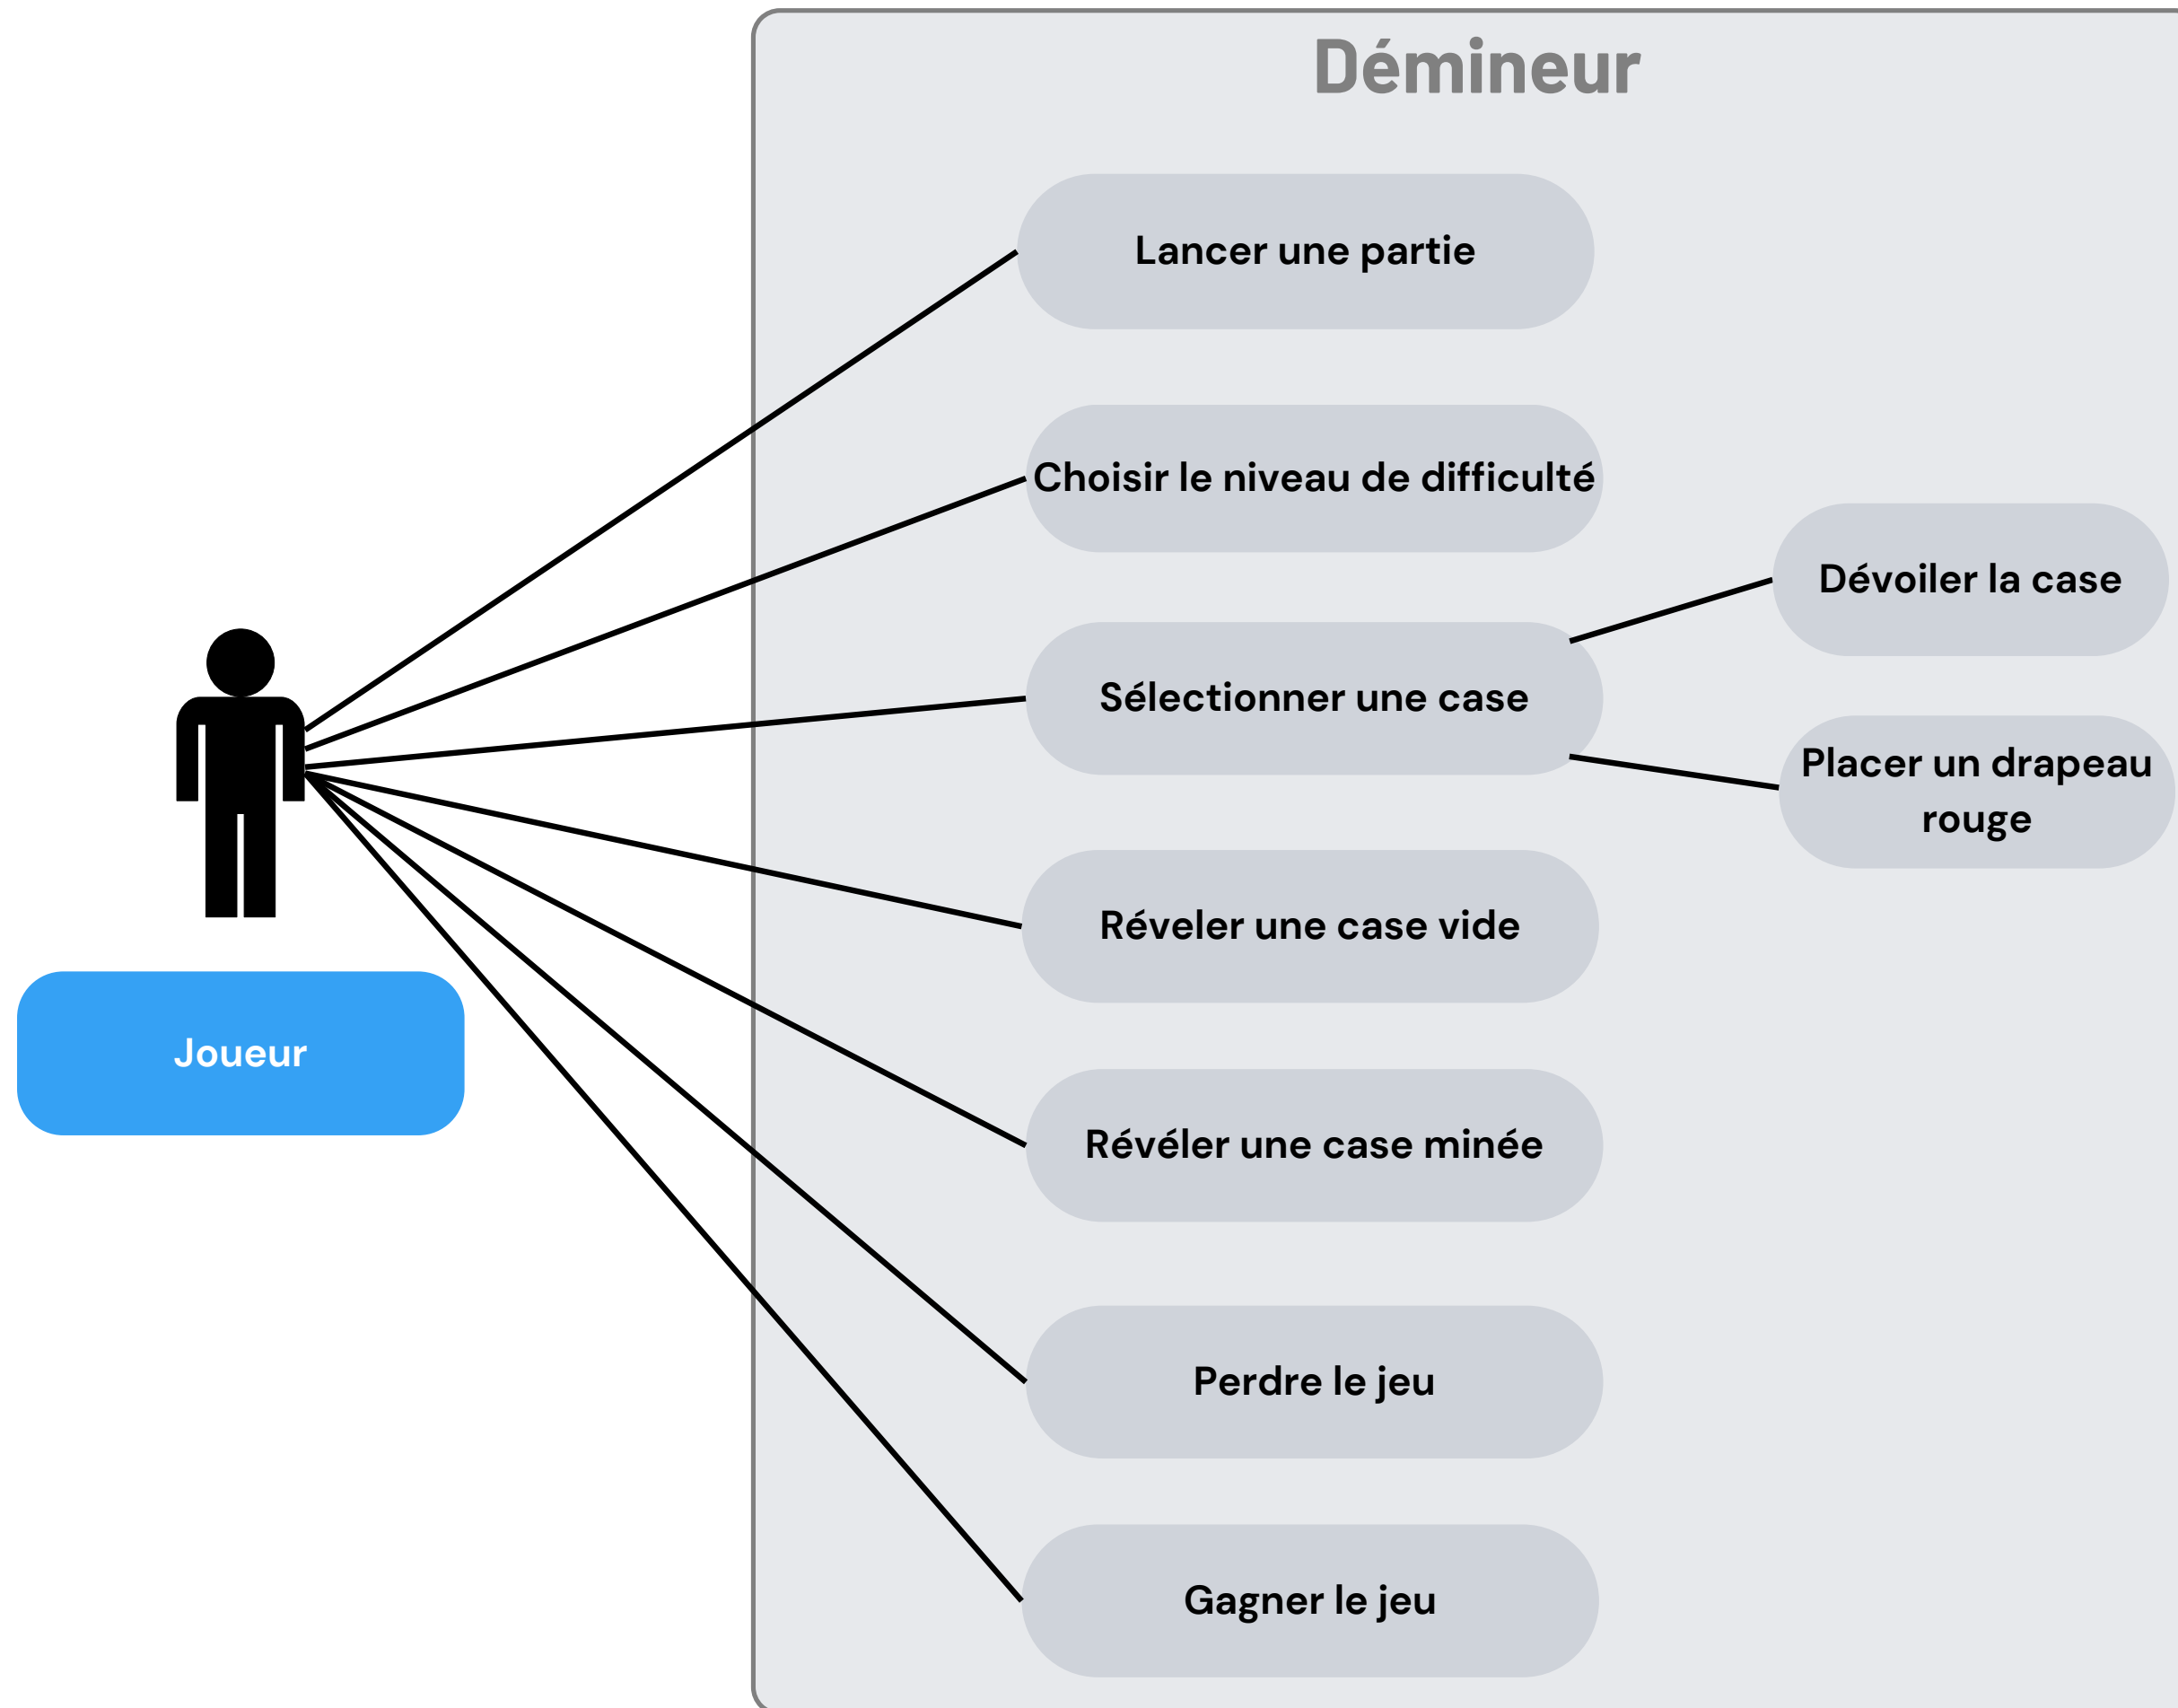 Démineur
Lancer une partie
Choisir le niveau de difficulté
Dévoiler la case
Sélectionner une case
Placer un drapeau
rouge
Réveler une case vide
Joueur
Révéler une case minée
Perdre le jeu
Gagner le jeu